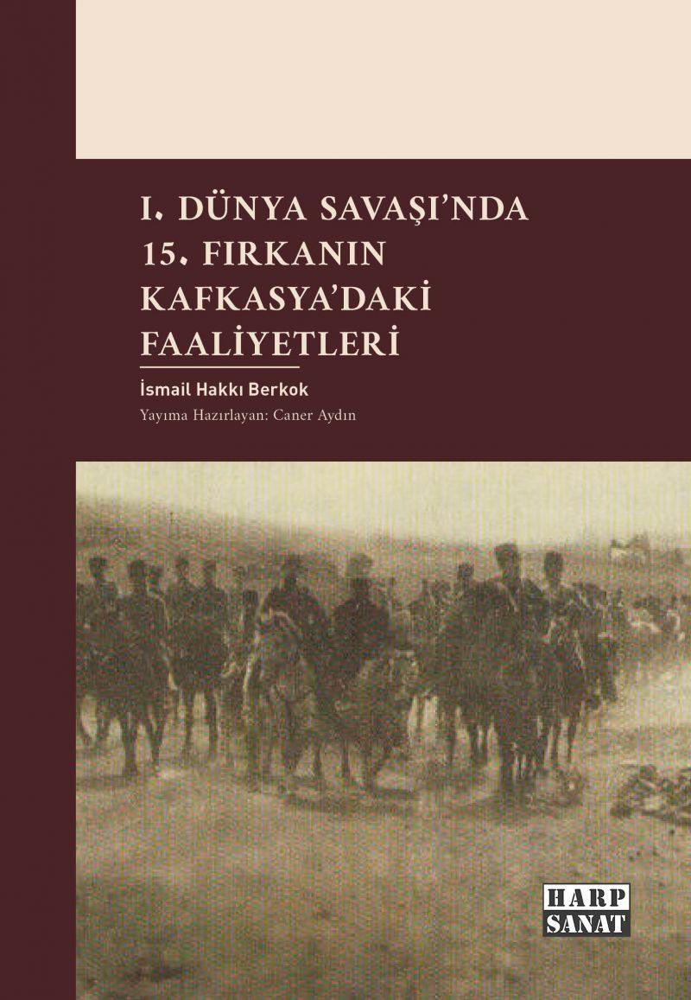 I. DÜNYA SAVAŞI’NDA
15. FIRKANIN
KAFKASYA’DAKİ
FAALİYETLERİ
İsmail Hakkı Berkok
Yayıma Hazırlayan: Caner Aydın
HARP
SANAT